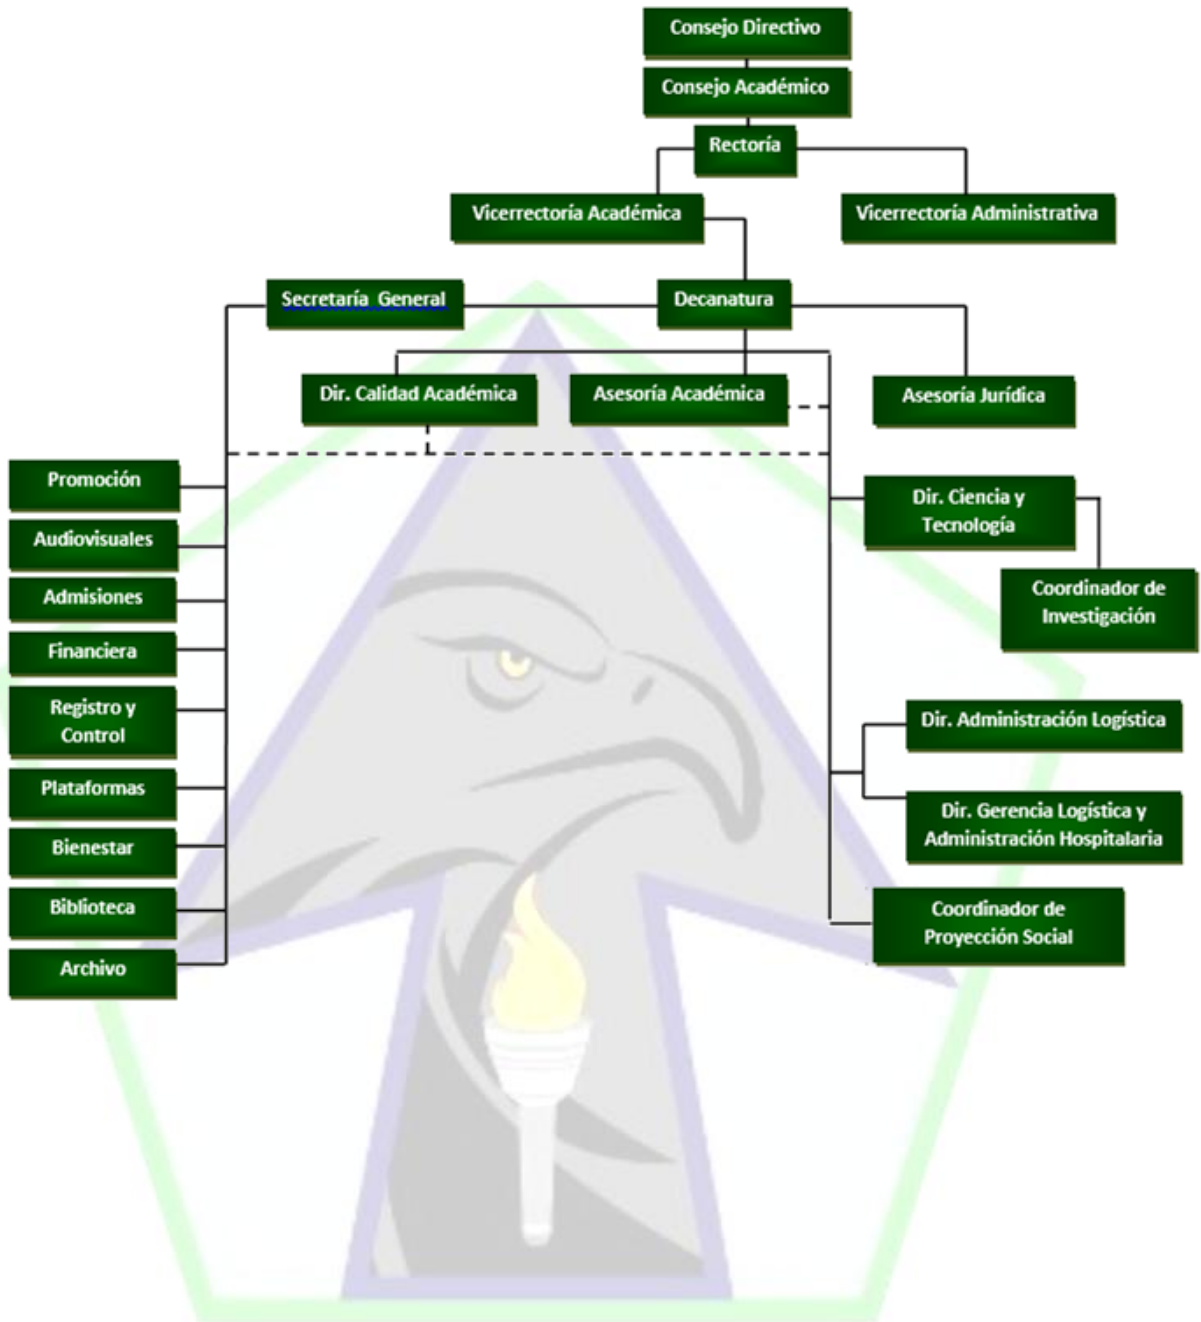 Consejo Directivo
Consejo Académico
Rectoría
Vicerrectoría Académica
Vicerrectoría Administrativa
Secretaría General
Decanatura
Dir. Calidad Académica
Asesoría Académica
Asesoría Jurídica
Promoción
Audiovisuales
Admisiones
Financiera
Registro y
Control
Plataformas
Bienestar
Biblioteca
Archivo
Dir. Ciencia y
Tecnología
Coordinador de
Investigación
Dir. Administración Logística
Dir. Gerencia Logística y
Administración Hospitalaria
Coordinador de
Proyección Social